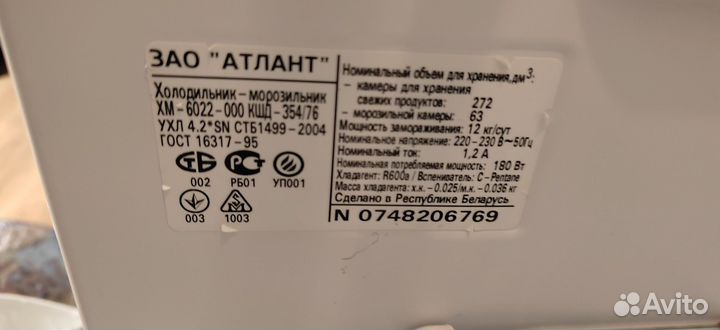 ЗАО "АТЛАНТ"
Холодильник-морозильник
ХМ-6022-000 КШД-354/76
УХЛ 4.2*SN СТБ1499-2004
ГОСТ 16317-95
002 РБ01 УП001
003 1003
Номинальный объем для хранения, дм³:
- камеры для хранения
свежих продуктов: 272
- морозильной камеры: 63
Мощность замораживания: 12 кг/сут
Номинальное напряжение: 220-230 В~50Гц
Номинальный ток: 1,2 А
Номинальная потребляемая мощность: 180 Вт
Хладагент: R600a / Вспениватель: C-Pentane
Масса хладагента: х.к.-0.025/м.к.-0.036 кг
Сделано в Республике Беларусь
N 0748206769
Avito